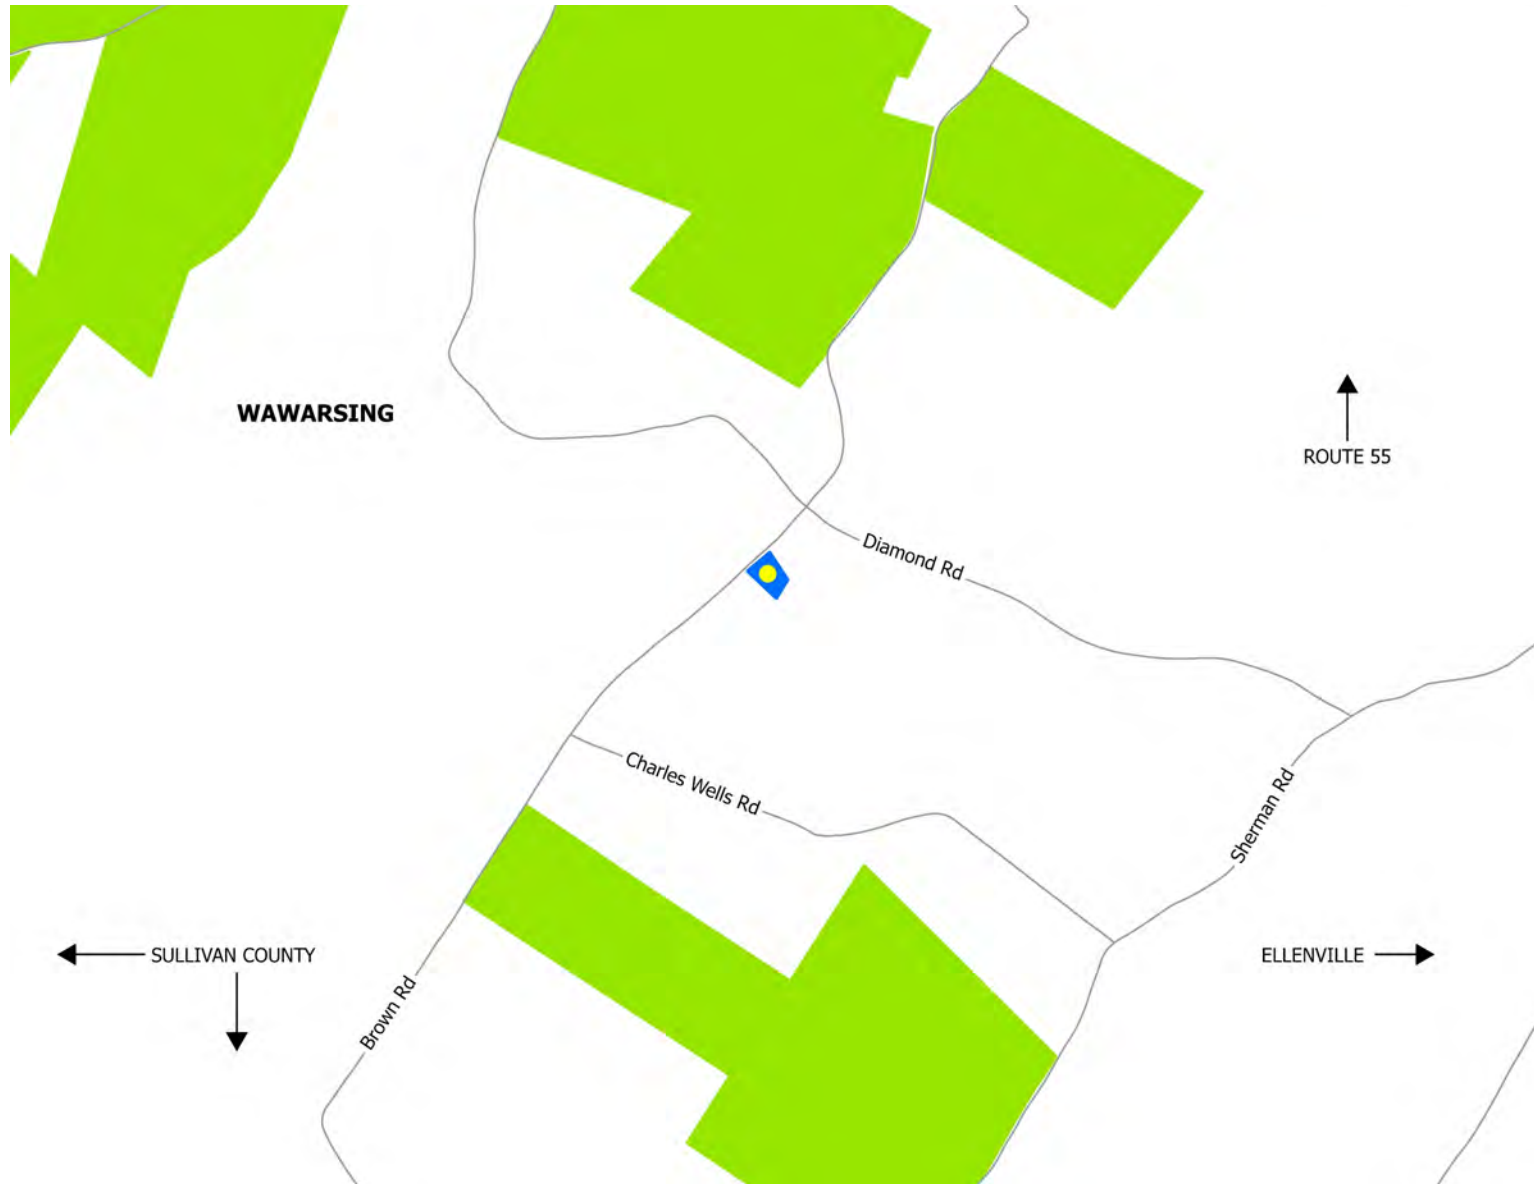 WAWARSING
ROUTE 55
Diamond Rd
Charles Wells Rd
Sherman Rd
SULLIVAN COUNTY
ELLENVILLE
Brown Rd